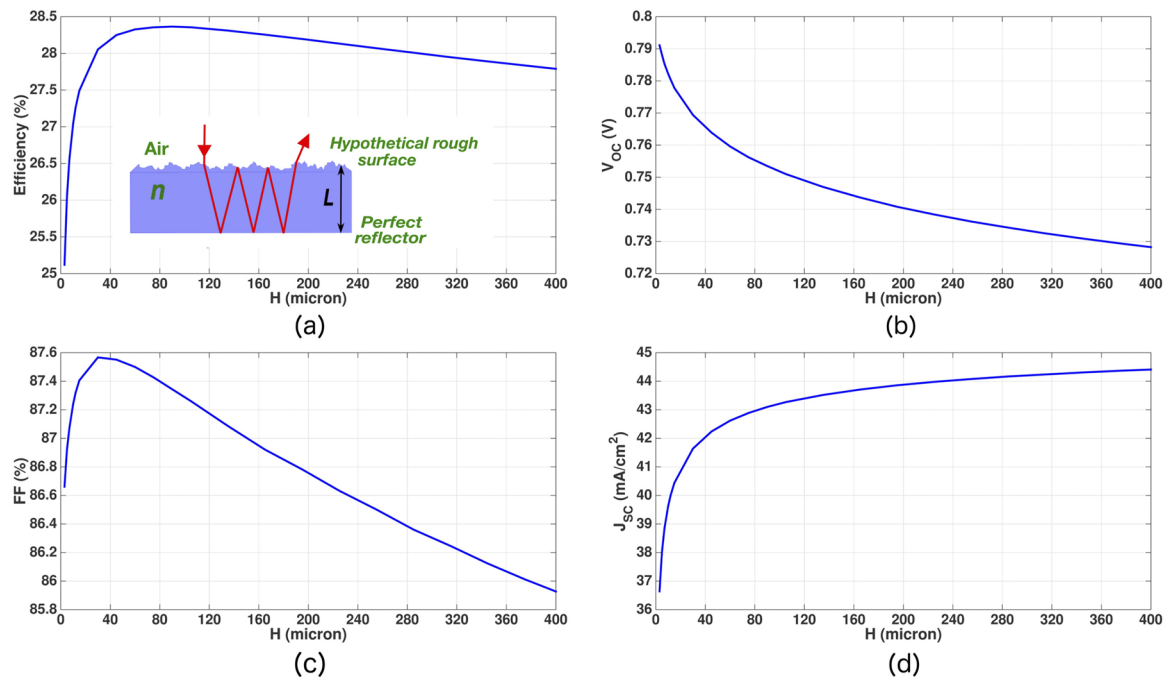 28.5
28
27.5
27
26.5
26
25.5
25
Efficiency (%)
Air
n
Hypothetical rough
surface
L
Perfect
reflector
0 40 80 120 160 200 240 280 320 360 400
H (micron)
(a)
0.8
0.79
0.78
0.77
0.76
0.75
0.74
0.73
0.72
V_OC (V)
0 40 80 120 160 200 240 280 320 360 400
H (micron)
(b)
87.6
87.4
87.2
87
86.8
86.6
86.4
86.2
86
85.8
FF (%)
0 40 80 120 160 200 240 280 320 360 400
H (micron)
(c)
45
44
43
42
41
40
39
38
37
36
J_SC (mA/cm²)
0 40 80 120 160 200 240 280 320 360 400
H (micron)
(d)